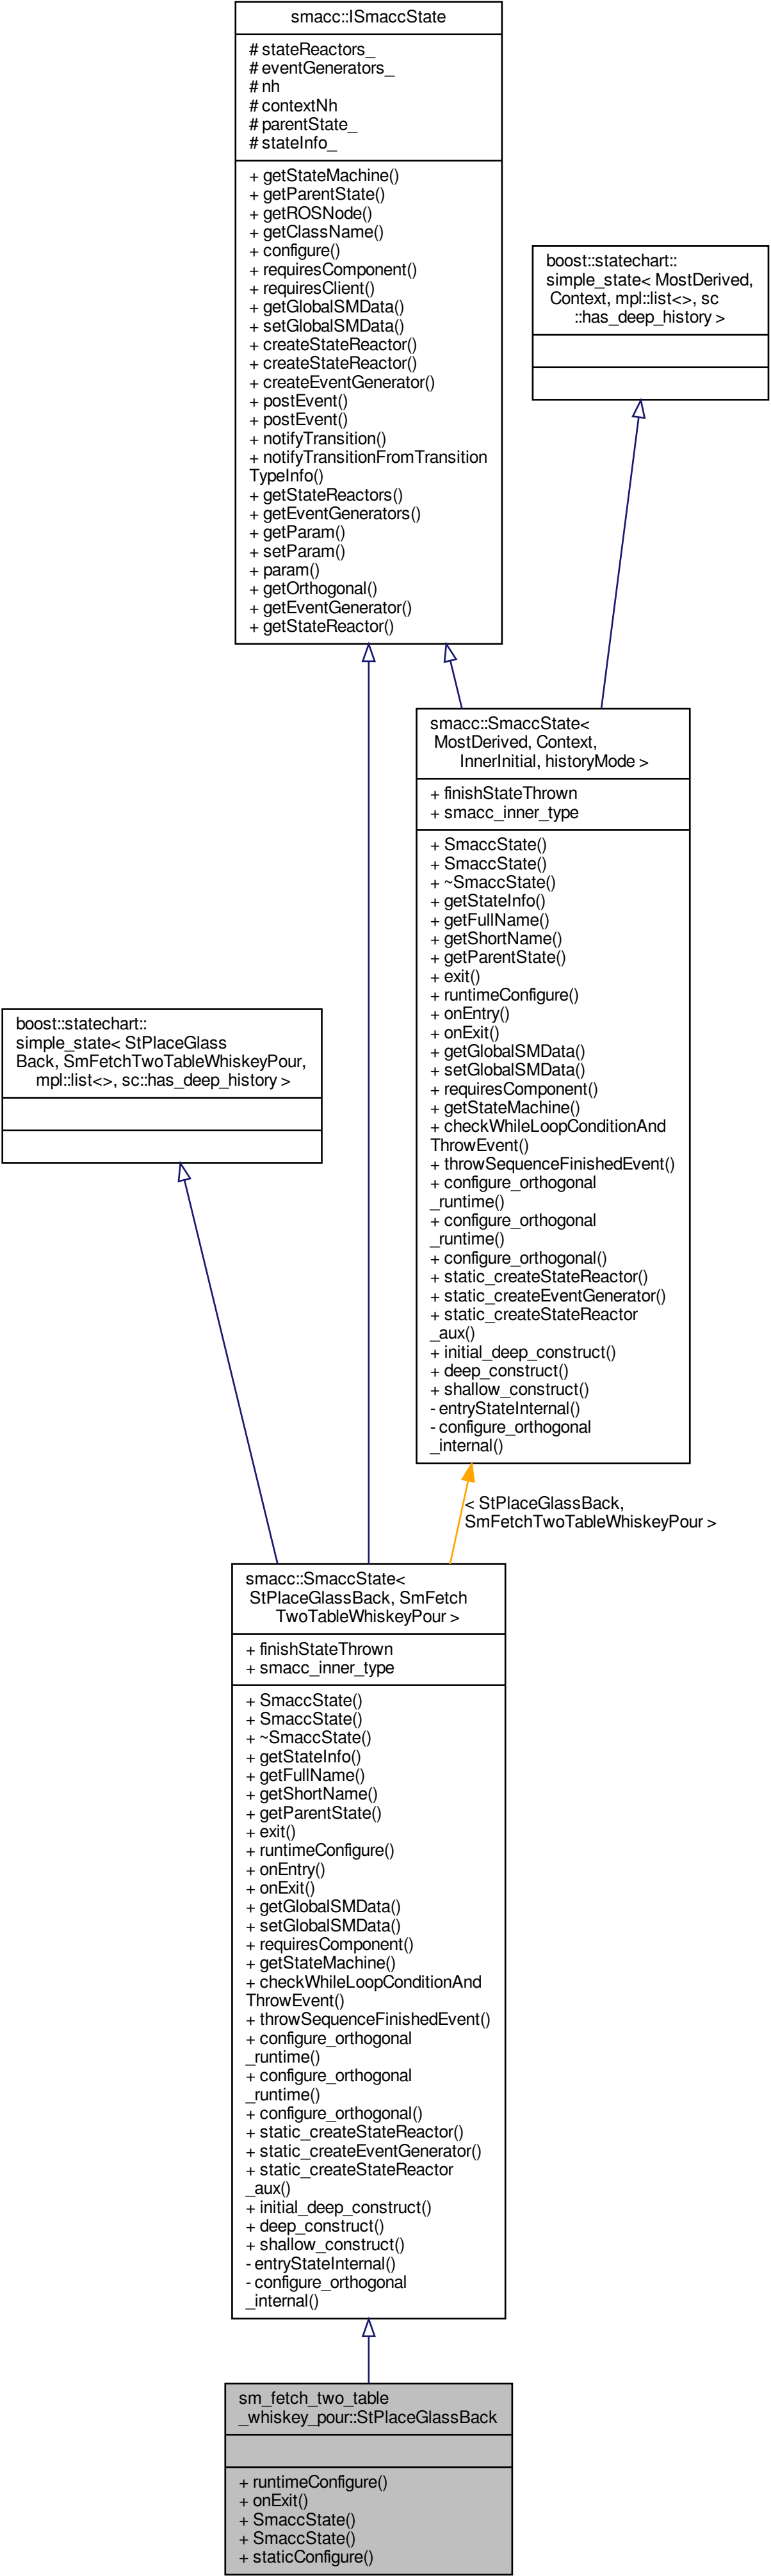 smacc::ISmaccState
# stateReactors_
# eventGenerators_
# nh
# contextNh
# parentState_
# stateInfo_
+ getStateMachine()
+ getParentState()
+ getROSNode()
+ getClassName()
+ configure()
+ requiresComponent()
+ requiresClient()
+ getGlobalSMData()
+ setGlobalSMData()
+ createStateReactor()
+ createStateReactor()
+ createEventGenerator()
+ postEvent()
+ postEvent()
+ notifyTransition()
+ notifyTransitionFromTransition
TypeInfo()
+ getStateReactors()
+ getEventGenerators()
+ getParam()
+ setParam()
+ param()
+ getOrthogonal()
+ getEventGenerator()
+ getStateReactor()
boost::statechart::
simple_state< MostDerived,
Context, mpl::list<>, sc
::has_deep_history >
smacc::SmaccState<
MostDerived, Context,
InnerInitial, historyMode >
+ finishStateThrown
+ smacc_inner_type
+ SmaccState()
+ SmaccState()
+ ~SmaccState()
+ getStateInfo()
+ getFullName()
+ getShortName()
+ getParentState()
+ exit()
+ runtimeConfigure()
+ onEntry()
+ onExit()
+ getGlobalSMData()
+ setGlobalSMData()
+ requiresComponent()
+ getStateMachine()
+ checkWhileLoopConditionAnd
ThrowEvent()
+ throwSequenceFinishedEvent()
+ configure_orthogonal
_runtime()
+ configure_orthogonal
_runtime()
+ configure_orthogonal()
+ static_createStateReactor()
+ static_createEventGenerator()
+ static_createStateReactor
_aux()
+ initial_deep_construct()
+ deep_construct()
+ shallow_construct()
- entryStateInternal()
- configure_orthogonal
_internal()
boost::statechart::
simple_state< StPlaceGlass
Back, SmFetchTwoTableWhiskeyPour,
mpl::list<>, sc::has_deep_history >
< StPlaceGlassBack,
SmFetchTwoTableWhiskeyPour >
smacc::SmaccState<
StPlaceGlassBack, SmFetch
TwoTableWhiskeyPour >
+ finishStateThrown
+ smacc_inner_type
+ SmaccState()
+ SmaccState()
+ ~SmaccState()
+ getStateInfo()
+ getFullName()
+ getShortName()
+ getParentState()
+ exit()
+ runtimeConfigure()
+ onEntry()
+ onExit()
+ getGlobalSMData()
+ setGlobalSMData()
+ requiresComponent()
+ getStateMachine()
+ checkWhileLoopConditionAnd
ThrowEvent()
+ throwSequenceFinishedEvent()
+ configure_orthogonal
_runtime()
+ configure_orthogonal
_runtime()
+ configure_orthogonal()
+ static_createStateReactor()
+ static_createEventGenerator()
+ static_createStateReactor
_aux()
+ initial_deep_construct()
+ deep_construct()
+ shallow_construct()
- entryStateInternal()
- configure_orthogonal
_internal()
sm_fetch_two_table
_whiskey_pour::StPlaceGlassBack
+ runtimeConfigure()
+ onExit()
+ SmaccState()
+ SmaccState()
+ staticConfigure()